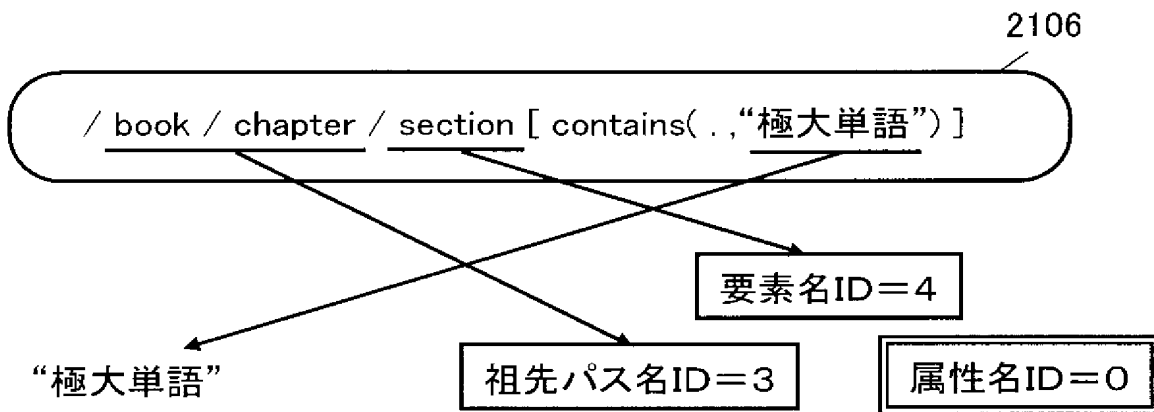 2106
/ book / chapter / section [ contains( . ,“極大単語”) ]
要素名ID＝4
“極大単語”
祖先パス名ID＝3
属性名ID＝0